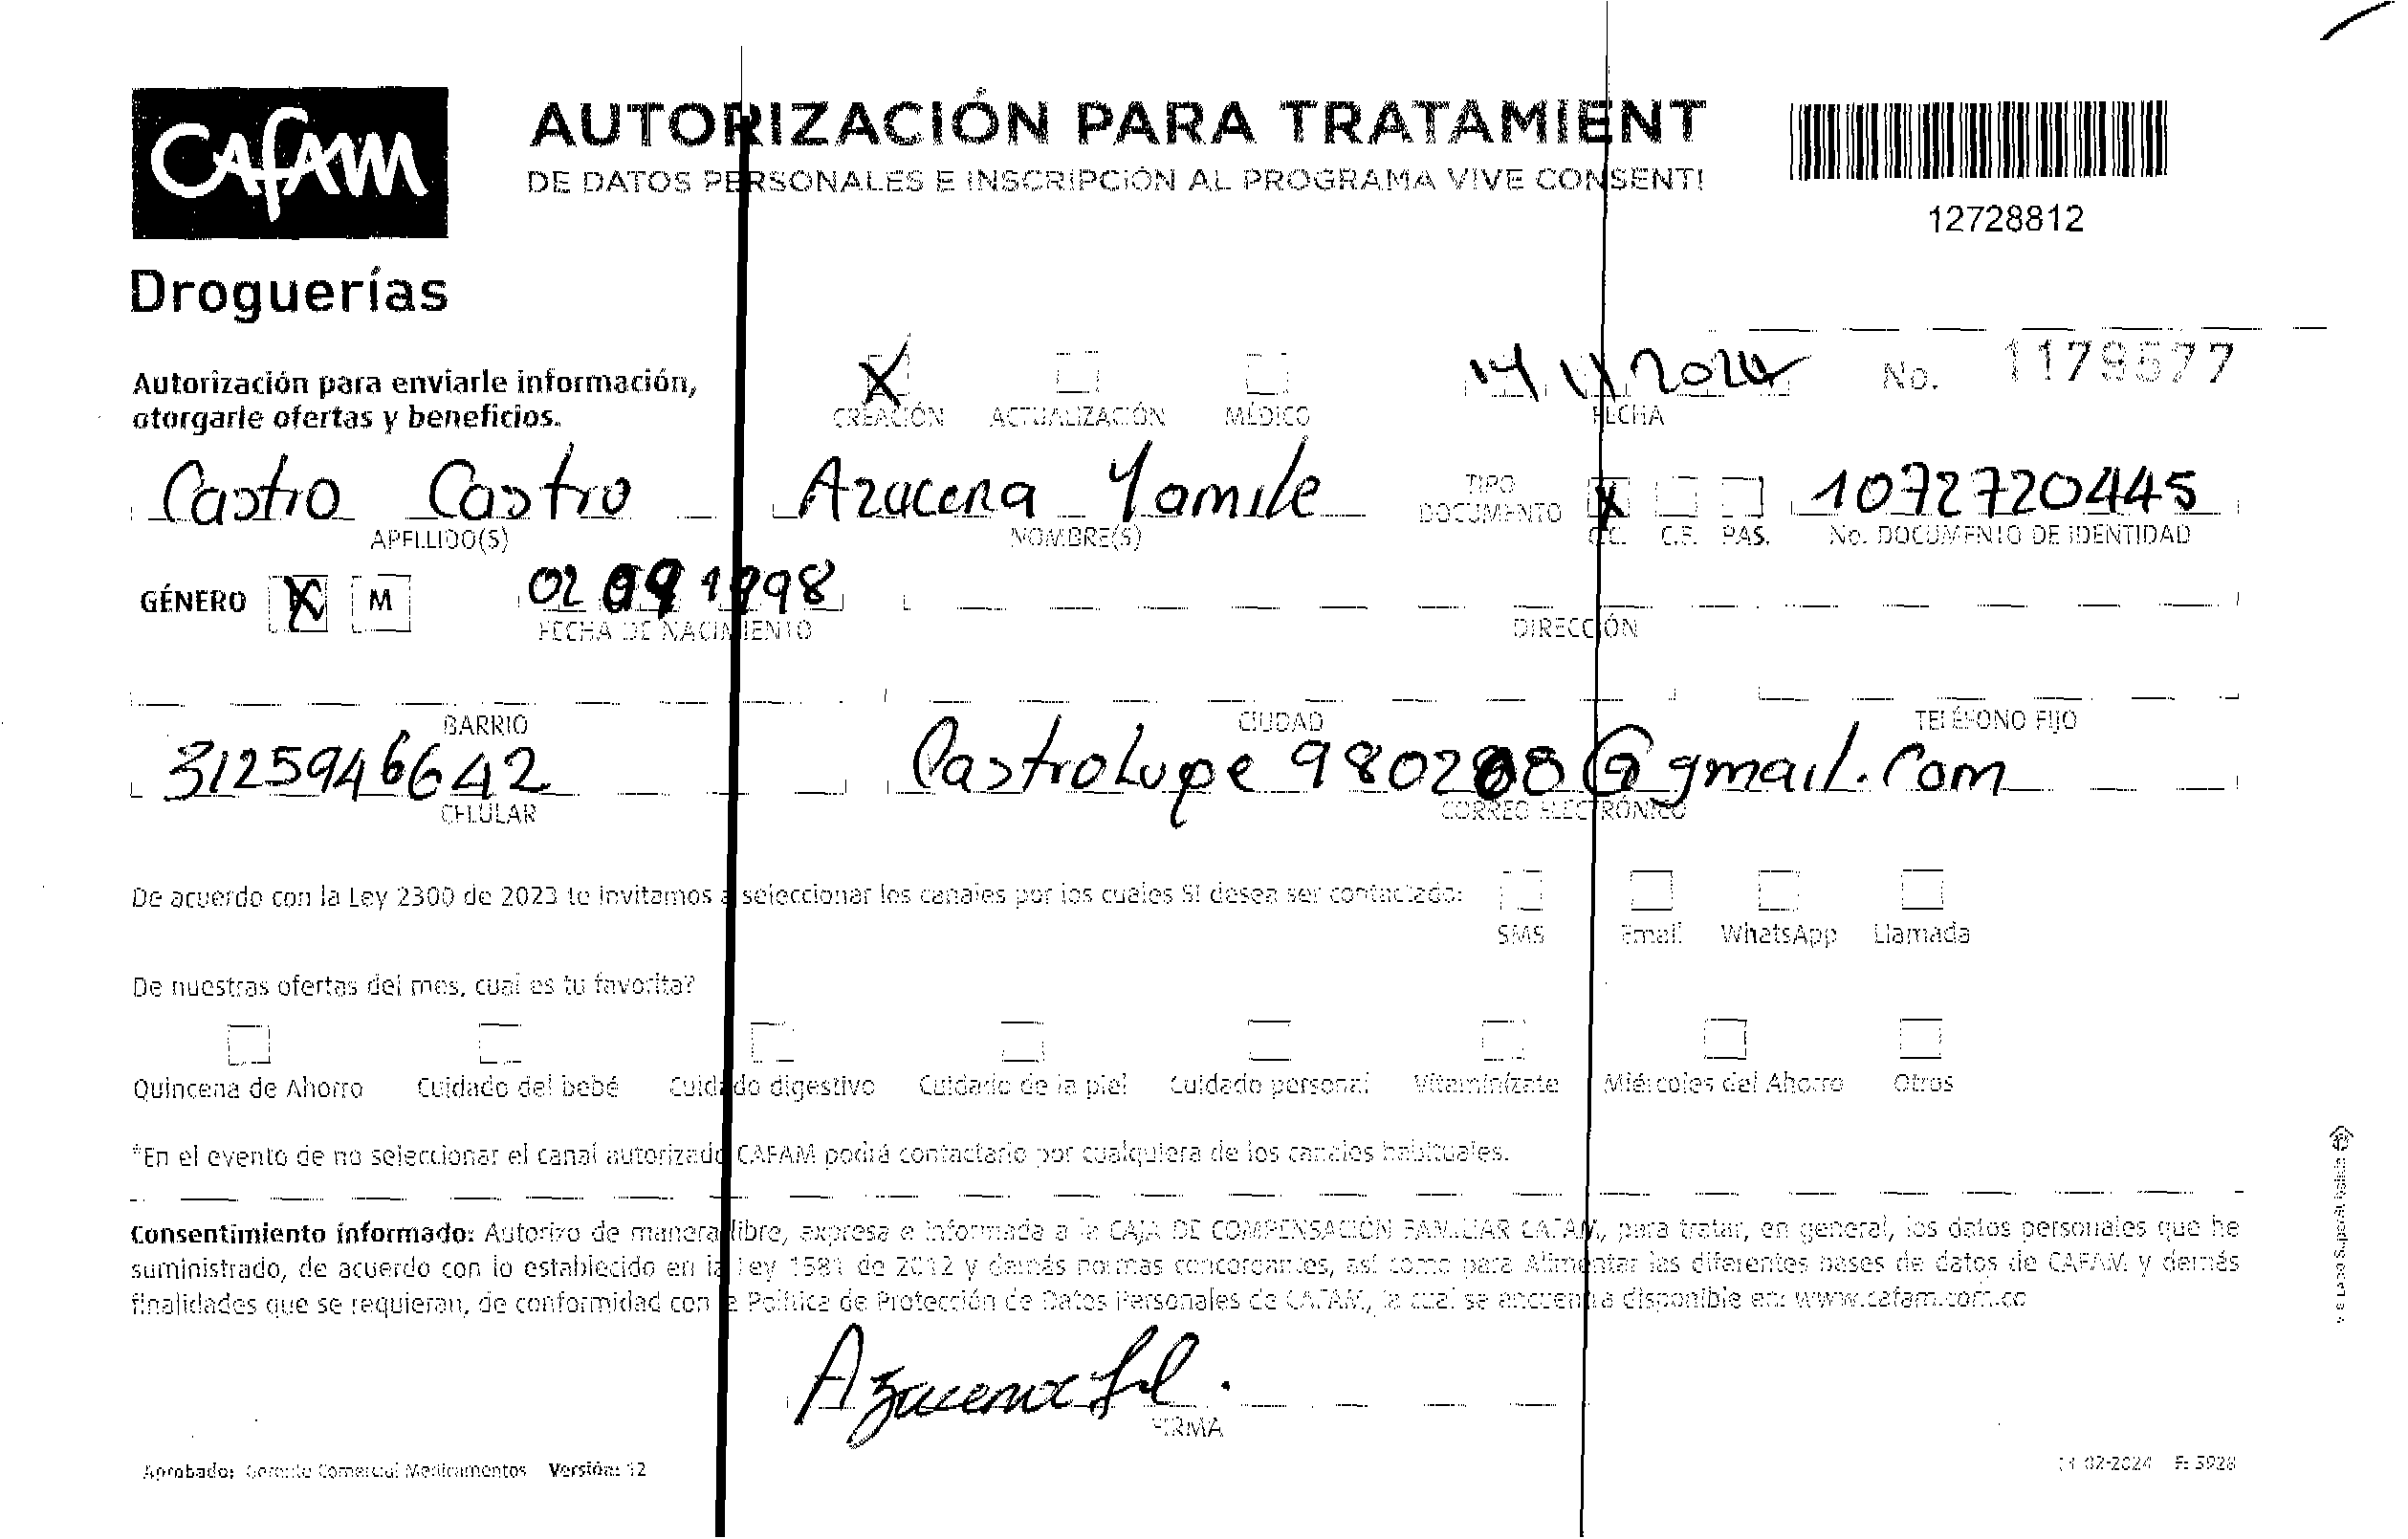 CAFAM
Droguerías
AUTORIZACIÓN PARA TRATAMIENT
DE DATOS PERSONALES E INSCRIPCIÓN AL PROGRAMA VIVE CONSENTI
12728812
Autorización para enviarle información,
otorgarle ofertas y beneficios.
X
CREACIÓN ACTUALIZACIÓN MÉDICO
14 11 2024
FECHA
No. 1179577
Castro Castro Azucena Yamile
APELLIDO(S) NOMBRE(S)
TIPO
DOCUMENTO X 1072720445
C.C. C.E. PAS. No. DOCUMENTO DE IDENTIDAD
GÉNERO X M 02 09 1998
FECHA DE NACIMIENTO DIRECCIÓN
BARRIO CIUDAD TELÉFONO FIJO
3125946642 CastroLupe @gmail.com
CELULAR CORREO ELECTRÓNICO
De acuerdo con la Ley 2300 de 2023 te invitamos a seleccionar los canales por los cuales SI desea ser contactado:
SMS Email WhatsApp Llamada
De nuestras ofertas del mes, cual es tu favorita?
Quincena de Ahorro Cuidado del bebé Cuidado digestivo Cuidado de la piel Cuidado personal Vitaminízate Miércoles del Ahorro Otros
*En el evento de no seleccionar el canal autorizado CAFAM podrá contactarlo por cualquiera de los canales habituales.
Consentimiento informado: Autorizo de manera libre, expresa e informada a la CAJA DE COMPENSACIÓN FAMILIAR CAFAM, para tratar, en general, los datos personales que he
suministrado, de acuerdo con lo establecido en la Ley 1581 de 2012 y demás normas concordantes, así como para Alimentar las diferentes bases de datos de CAFAM y demás
finalidades que se requieran, de conformidad con la Política de Protección de Datos Personales de CAFAM, la cual se encuentra disponible en: www.cafam.com.co
Azucena
FIRMA
Aprobado: Gerente Comercial Medicamentos Versión: 12
02-2024 F: 5928